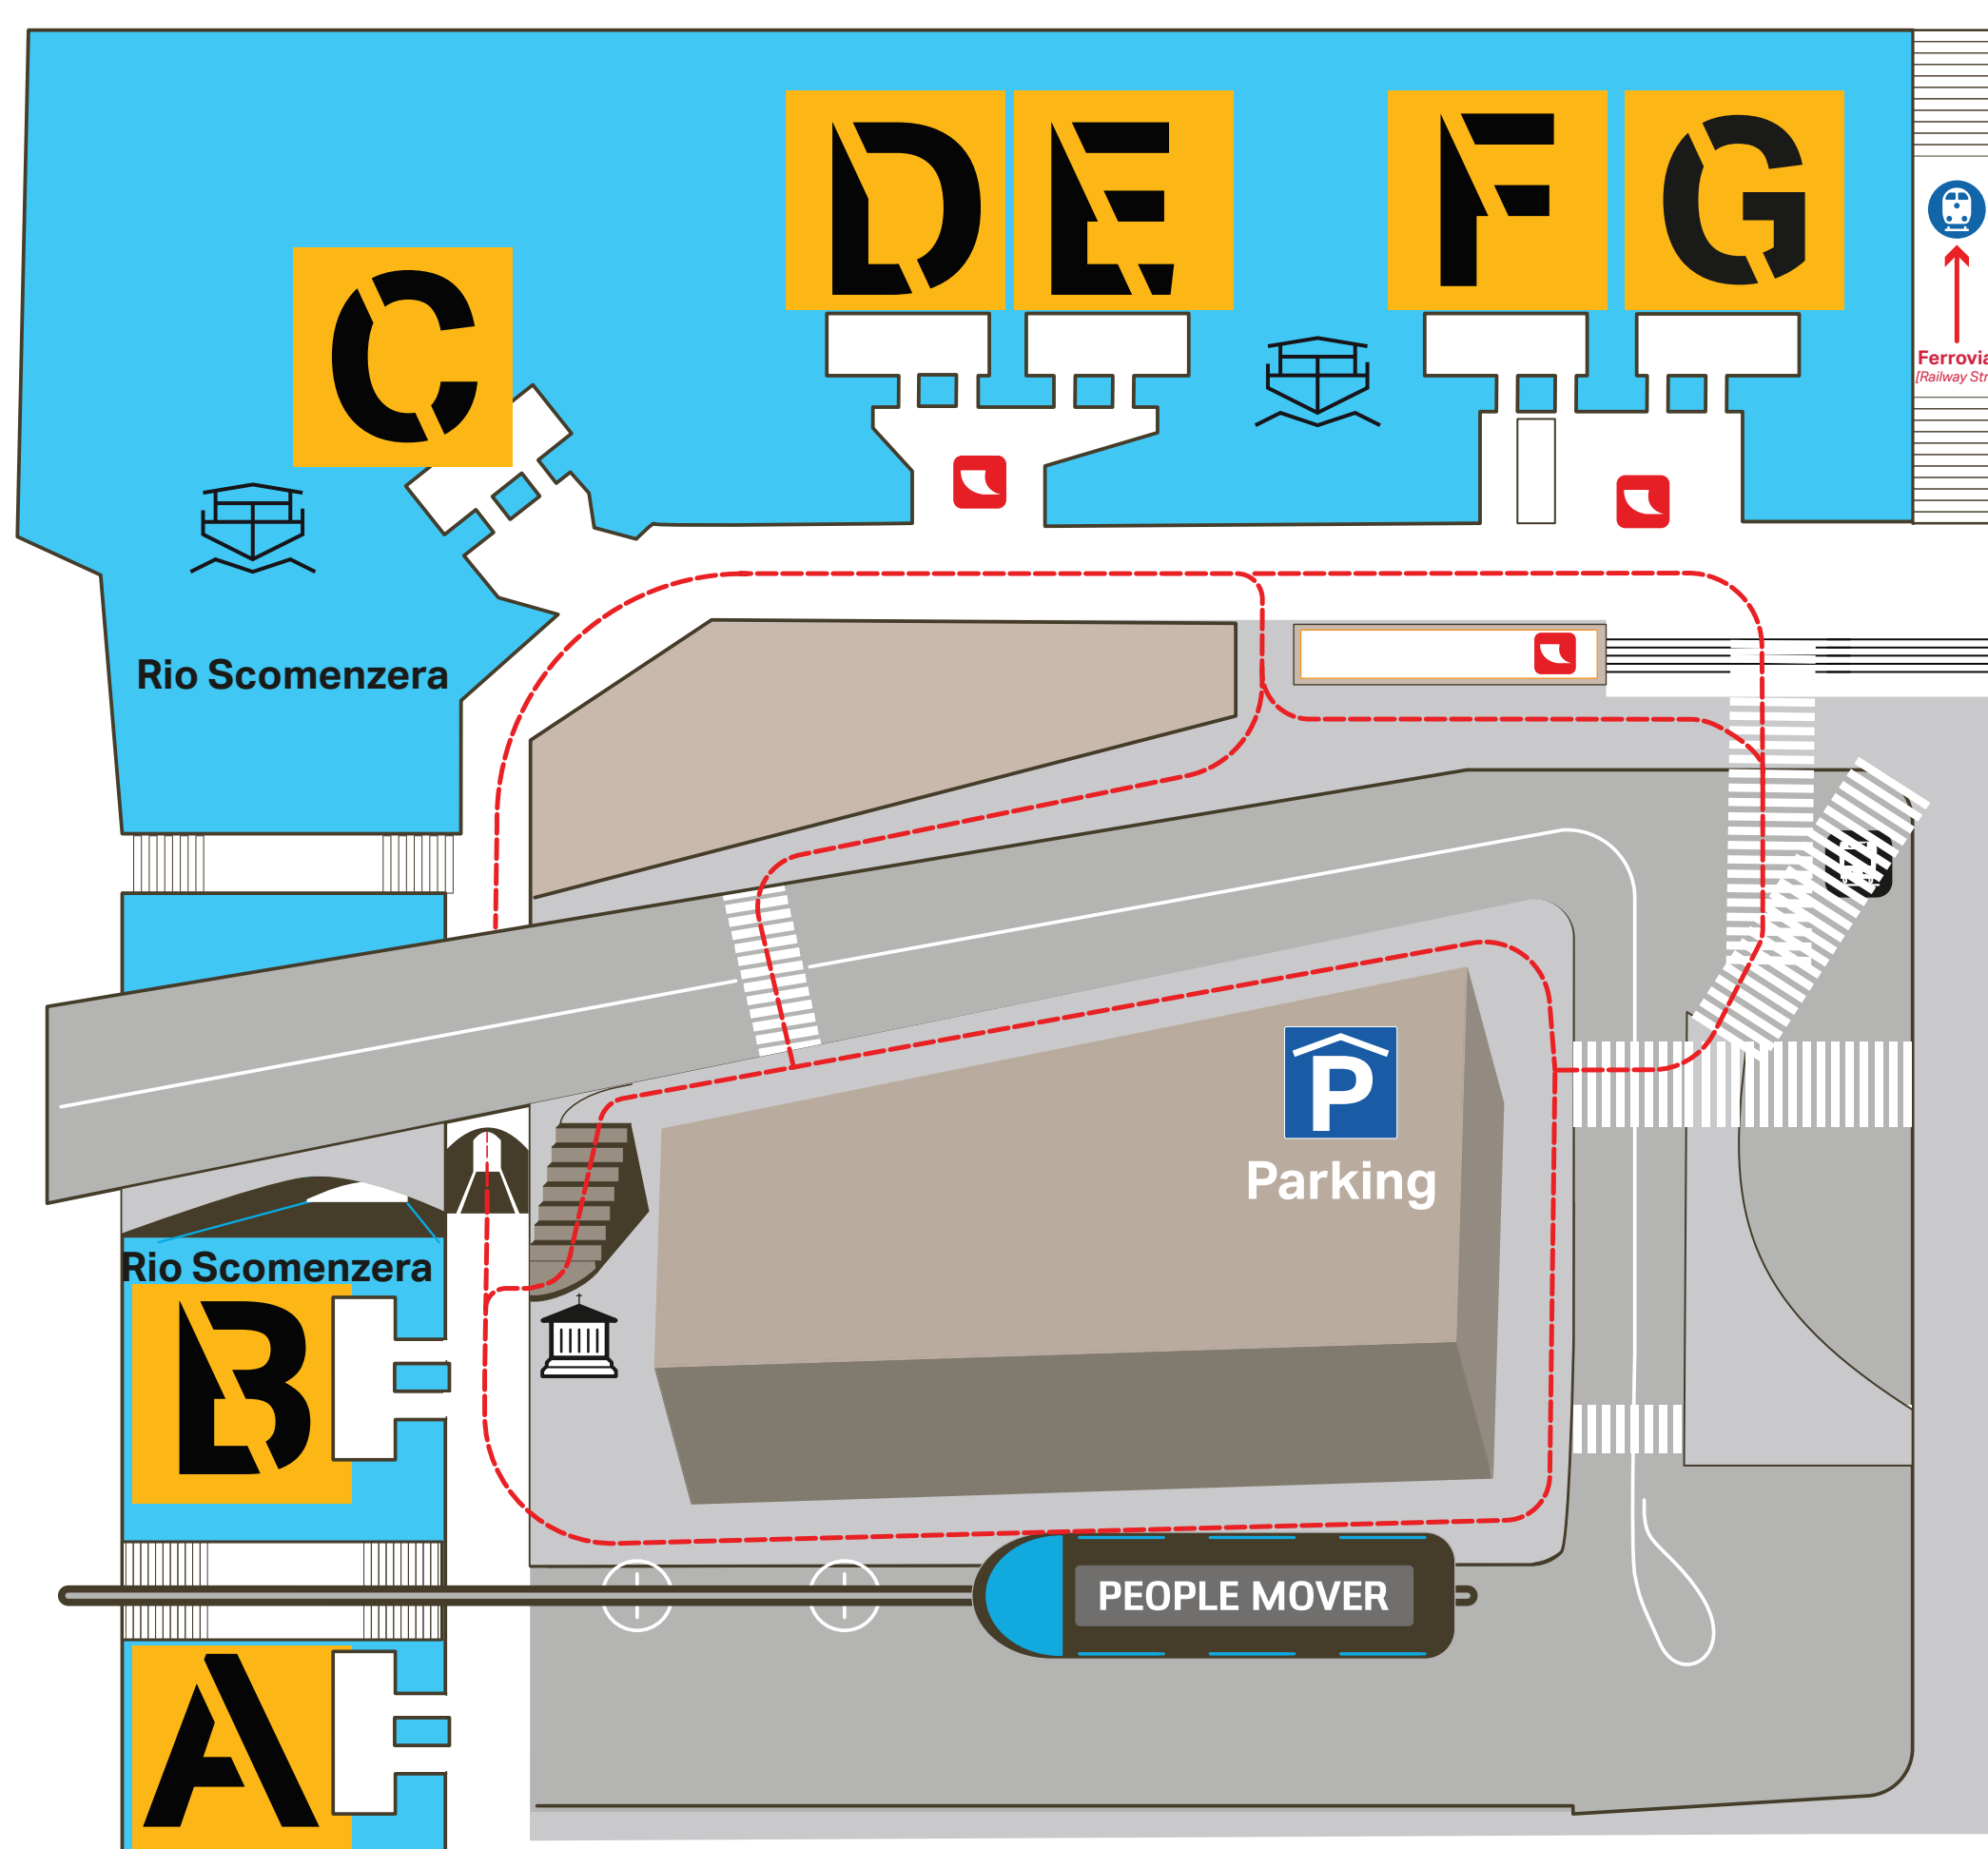 D E F G
C
Ferrovia
[Railway Str
Rio Scomenzera
P
Parking
Rio Scomenzera
B
PEOPLE MOVER
A